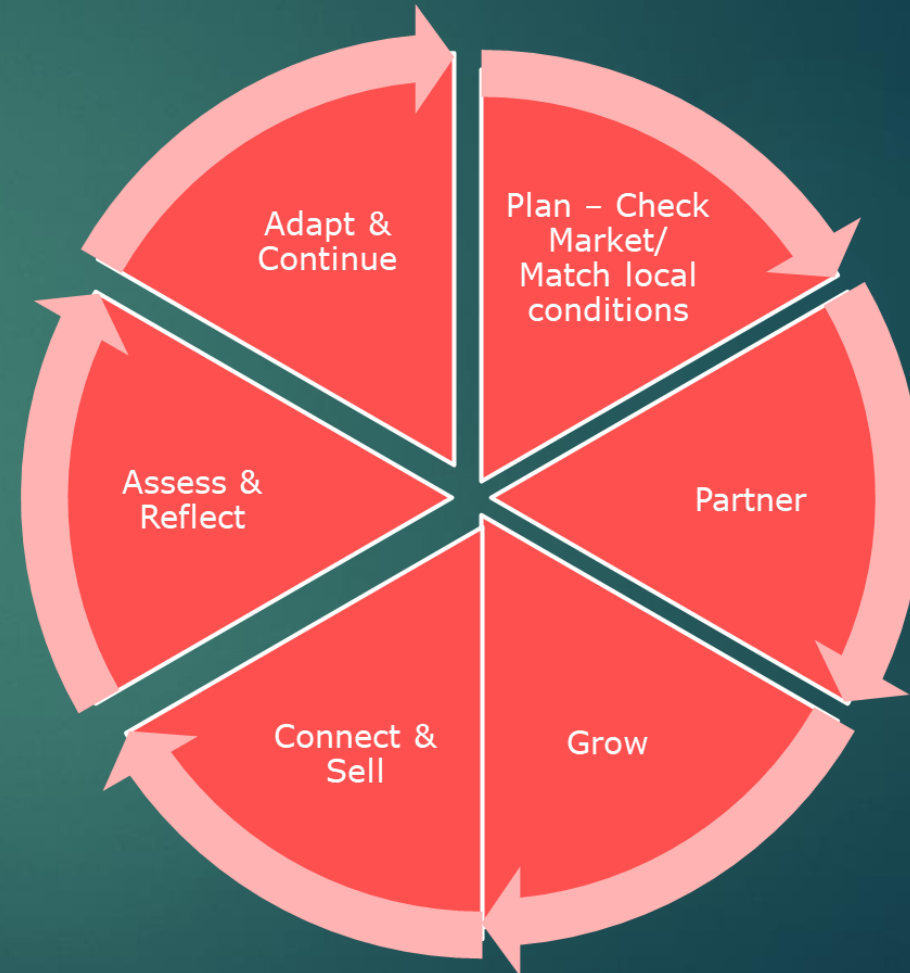 Plan – Check
Market/
Match local
conditions
Partner
Grow
Connect &
Sell
Assess &
Reflect
Adapt &
Continue